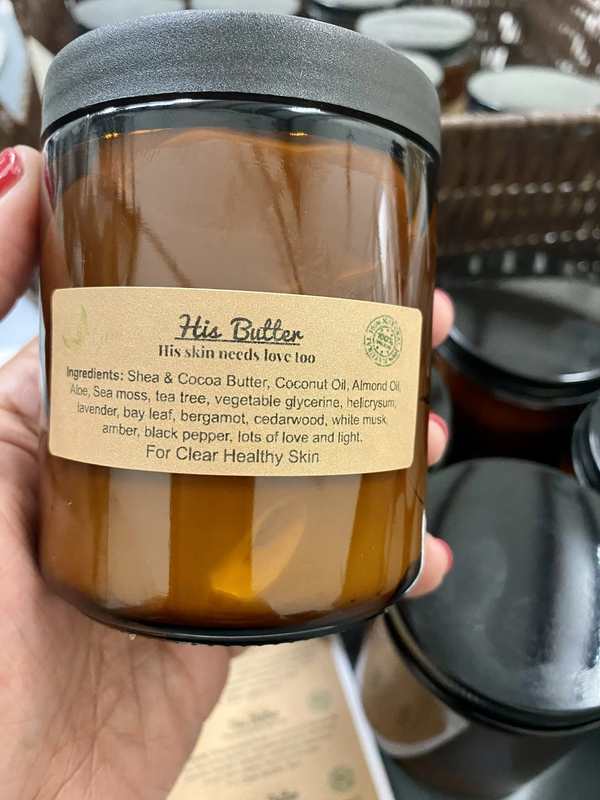 His Butter
His skin needs love too
Ingredients: Shea & Cocoa Butter, Coconut Oil, Almond Oil,
Aloe, Sea moss, tea tree, vegetable glycerine, helicrysum,
lavender, bay leaf, bergamot, cedarwood, white musk,
amber, black pepper, lots of love and light.
For Clear Healthy Skin
100%